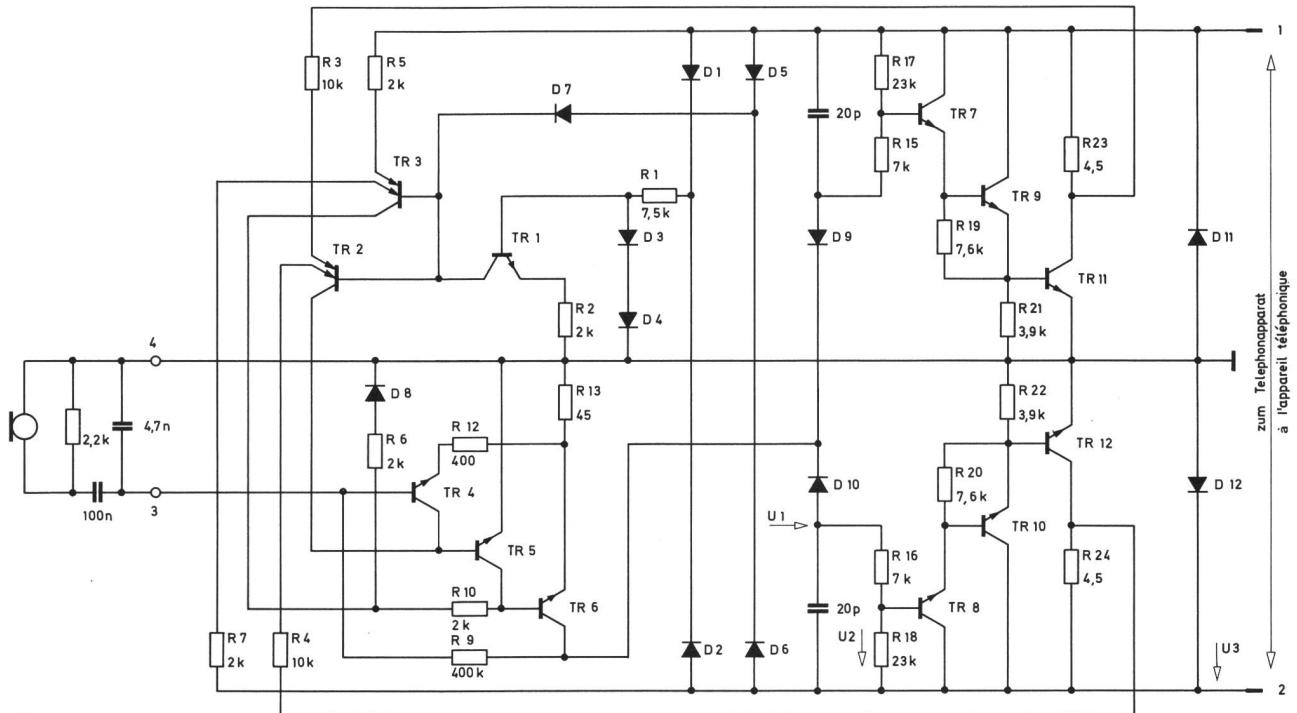 1
R 3
10k
R 5
2k
D 1
D 5
R 17
23k
D 7
20p
TR 7
R 15
7k
R23
4,5
TR 3
R 1
7,5k
TR 9
TR 2
TR 1
D 3
D 9
R 19
7,6k
D 11
TR 11
R 2
2k
D 4
R 21
3,9k
4
zum Telephonapparat
à l'appareil téléphonique
D 8
R 13
45
R 22
3,9k
2,2k
4,7n
R 6
2k
R 12
400
TR 12
TR 4
D 10
R 20
7,6k
D 12
100n
3
U 1
TR 10
TR 5
R 16
7k
R 24
4,5
R 10
2k
TR 6
20p
TR 8
R 7
2k
R 4
10k
R 9
400k
D 2
D 6
U2
R 18
23k
U3
2